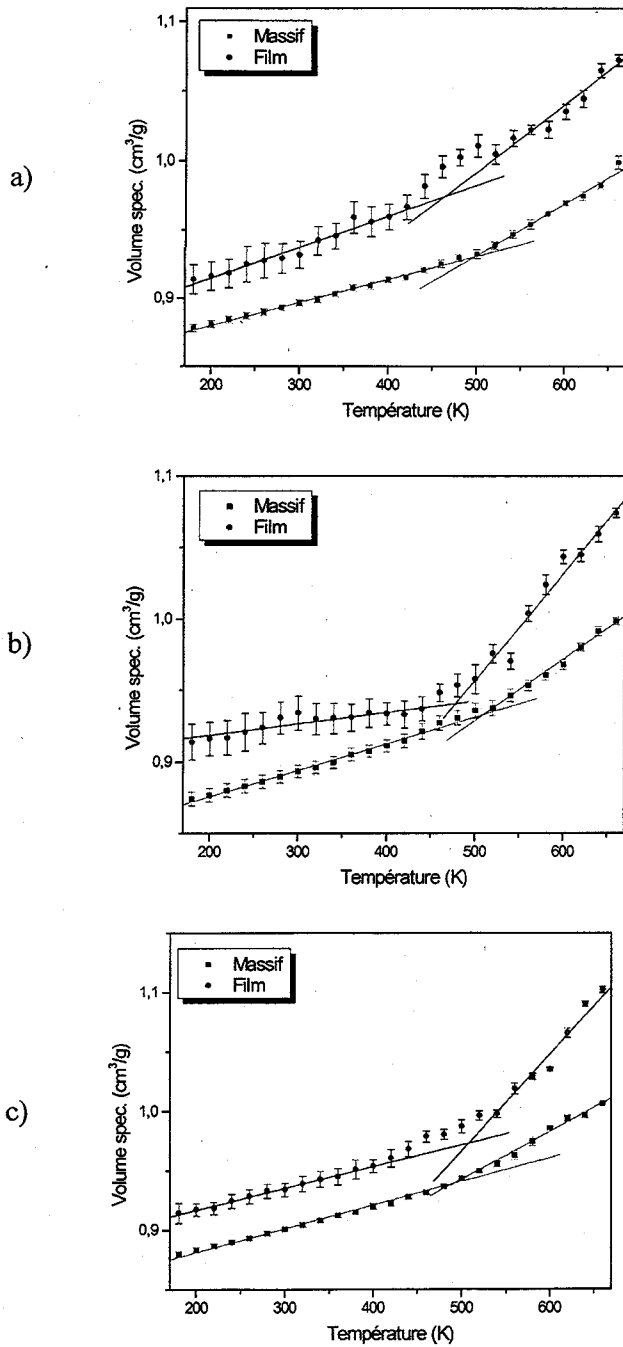 a)
Massif
Film
1,1
1,0
0,9
Volume spec. (cm³/g)
200 300 400 500 600
Température (K)
b)
Massif
Film
1,1
1,0
0,9
Volume spec. (cm³/g)
200 300 400 500 600
Température (K)
c)
Massif
Film
1,1
1,0
0,9
Volume spec. (cm³/g)
200 300 400 500 600
Température (K)